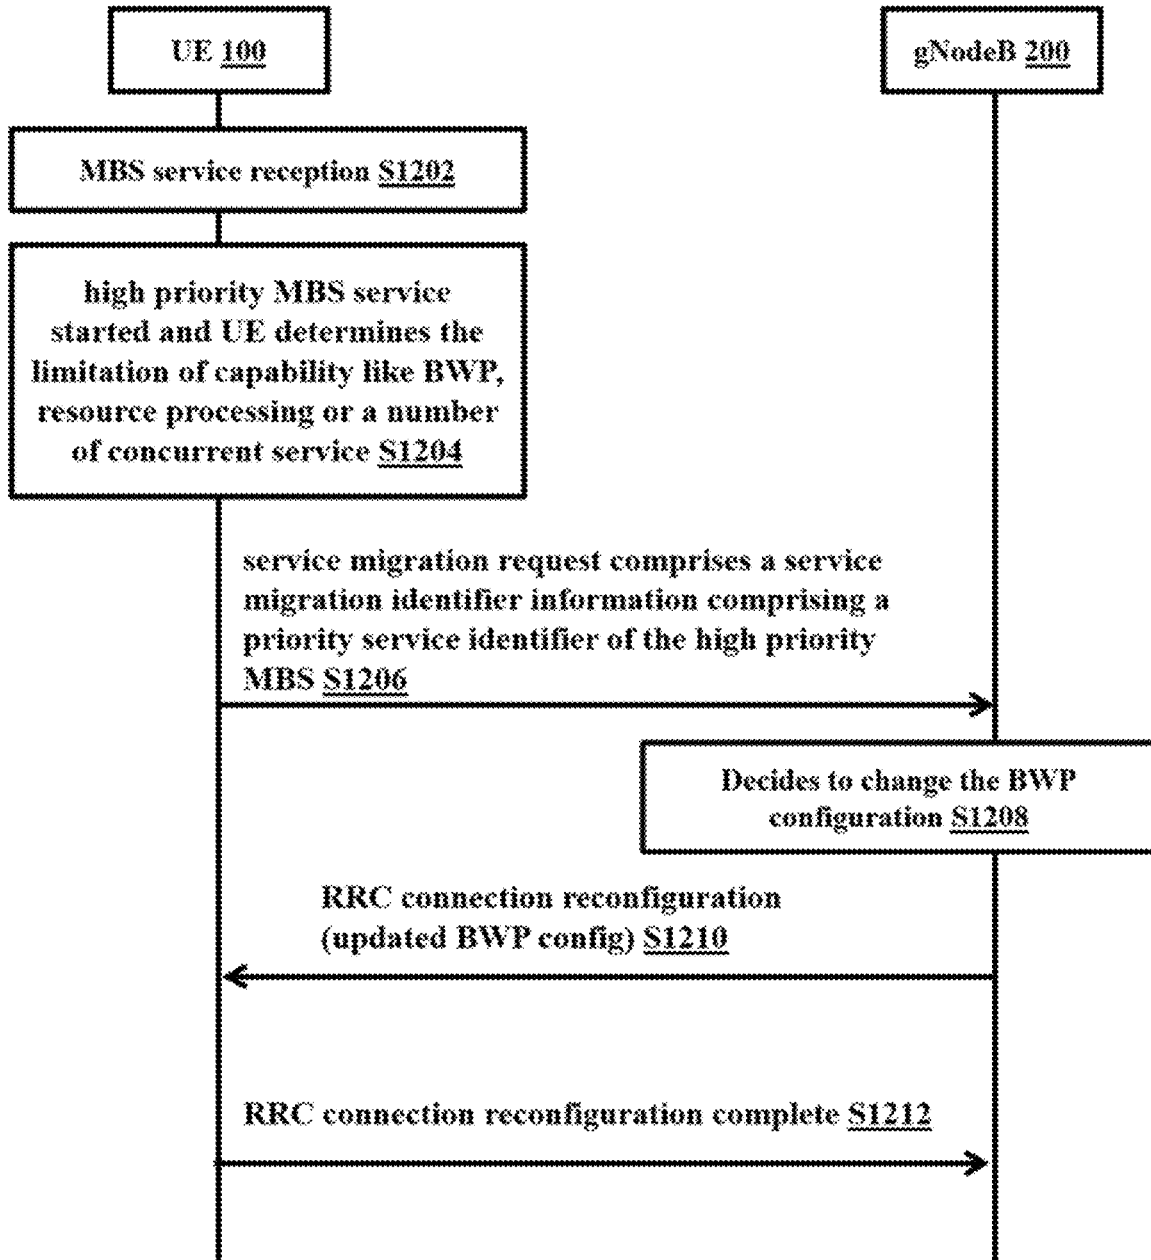 UE 100
gNodeB 200
MBS service reception S1202
high priority MBS service
started and UE determines the
limitation of capability like BWP,
resource processing or a number
of concurrent service S1204
service migration request comprises a service
migration identifier information comprising a
priority service identifier of the high priority
MBS S1206
Decides to change the BWP
configuration S1208
RRC connection reconfiguration
(updated BWP config) S1210
RRC connection reconfiguration complete S1212